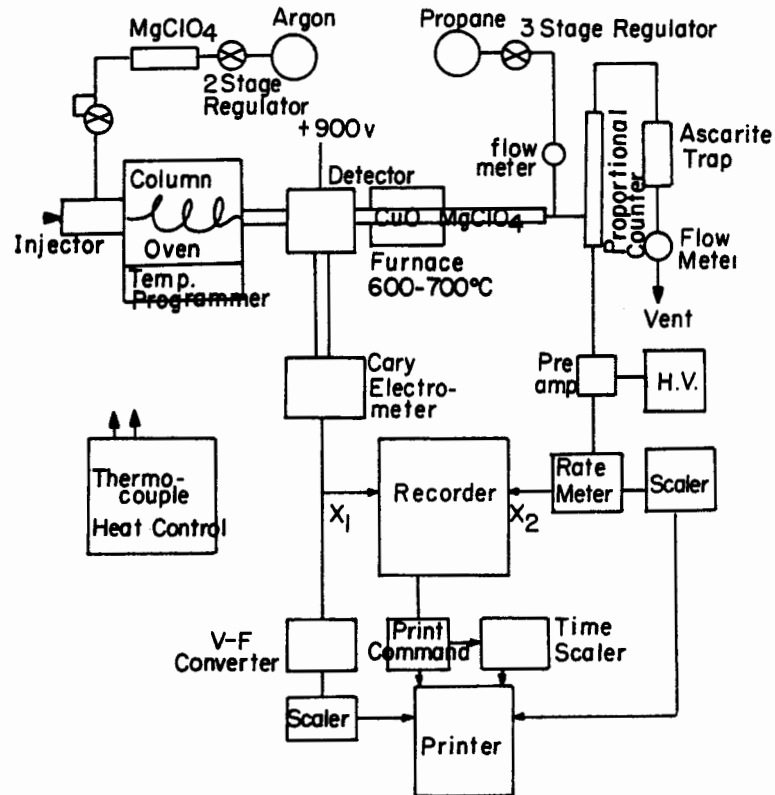 Argon
MgClO4
2 Stage
Regulator
Propane
3 Stage Regulator
+900v
flow
meter
Proportional
Counter
Ascarite
Trap
Flow
Meter
Vent
Detector
Column
Oven
Injector
Temp.
Programmer
CuO MgClO4
Furnace
600-700°C
Cary
Electro-
meter
Pre
amp
H.V.
Thermo-
couple
Heat Control
Recorder
X1
X2
Rate
Meter
Scaler
V-F
Converter
Print
Command
Time
Scaler
Scaler
Printer